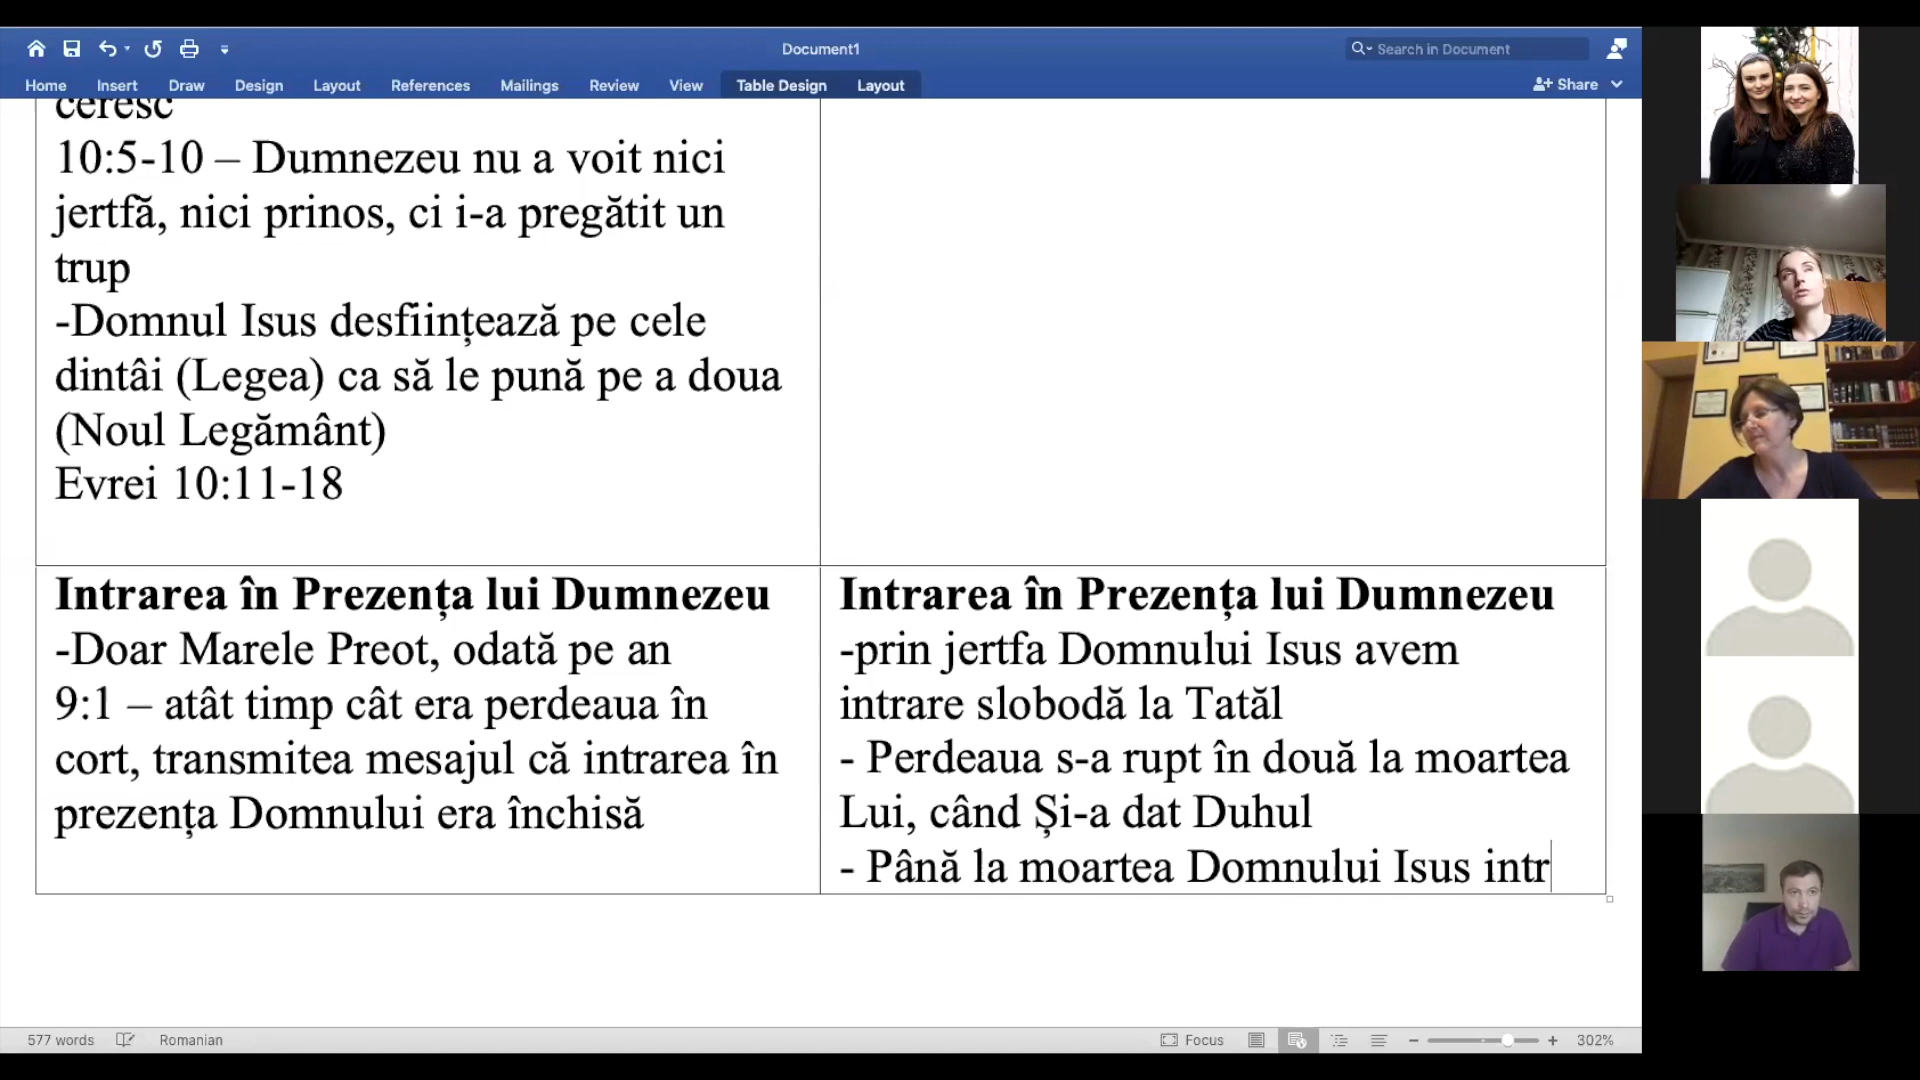 Document1
Search in Document
Home Insert Draw Design Layout References Mailings Review View Table Design Layout
Share
ceresc
10:5-10 – Dumnezeu nu a voit nici
jertfă, nici prinos, ci i-a pregătit un
trup
-Domnul Isus desființează pe cele
dintâi (Legea) ca să le pună pe a doua
(Noul Legământ)
Evrei 10:11-18
Intrarea în Prezența lui Dumnezeu
-Doar Marele Preot, odată pe an
9:1 – atât timp cât era perdeaua în
cort, transmitea mesajul că intrarea în
prezența Domnului era închisă
Intrarea în Prezența lui Dumnezeu
-prin jertfa Domnului Isus avem
intrare slobodă la Tatăl
- Perdeaua s-a rupt în două la moartea
Lui, când Și-a dat Duhul
- Până la moartea Domnului Isus intr
577 words
Romanian
Focus
302%